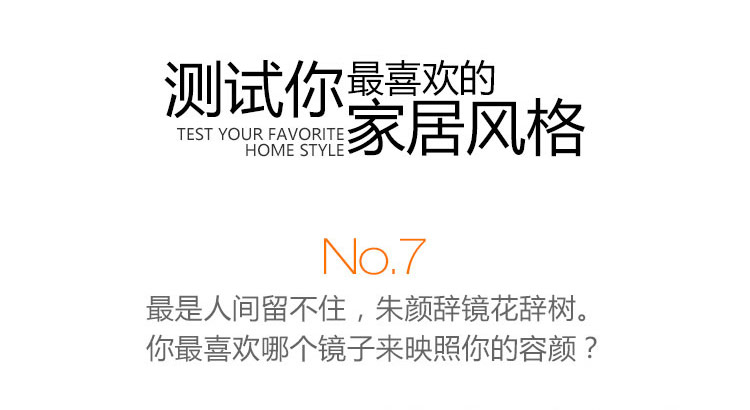 测试你最喜欢的
家居风格
TEST YOUR FAVORITE
HOME STYLE
No.7
最是人间留不住，朱颜辞镜花辞树。
你最喜欢哪个镜子来映照你的容颜？